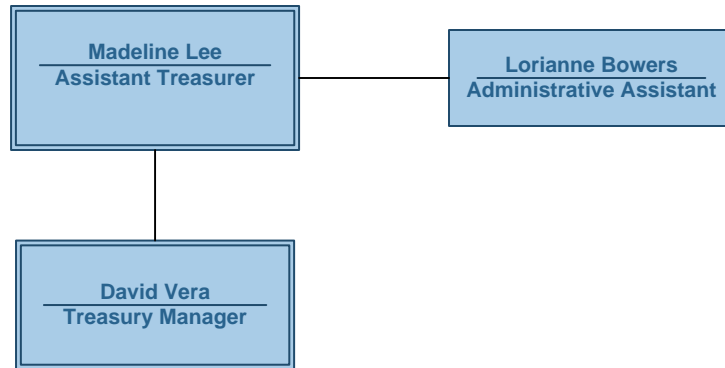 Madeline Lee
Assistant Treasurer
Lorianne Bowers
Administrative Assistant
David Vera
Treasury Manager